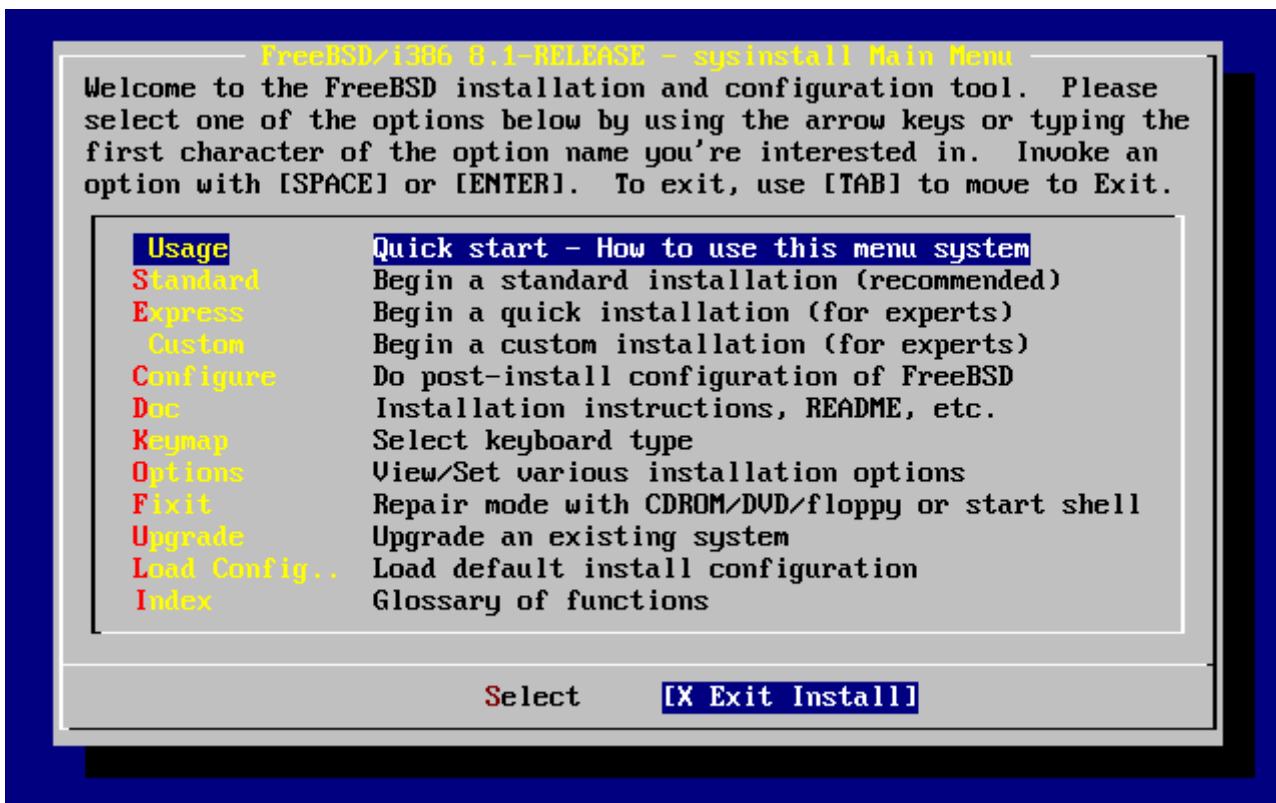 FreeBSD/i386 8.1-RELEASE - sysinstall Main Menu
Welcome to the FreeBSD installation and configuration tool.  Please
select one of the options below by using the arrow keys or typing the
first character of the option name you're interested in.  Invoke an
option with [SPACE] or [ENTER].  To exit, use [TAB] to move to Exit.
Usage Quick start - How to use this menu system
Standard Begin a standard installation (recommended)
Express Begin a quick installation (for experts)
Custom Begin a custom installation (for experts)
Configure Do post-install configuration of FreeBSD
Doc Installation instructions, README, etc.
Keymap Select keyboard type
Options View/Set various installation options
Fixit Repair mode with CDROM/DVD/floppy or start shell
Upgrade Upgrade an existing system
Load Config.. Load default install configuration
Index Glossary of functions
Select [X Exit Install]